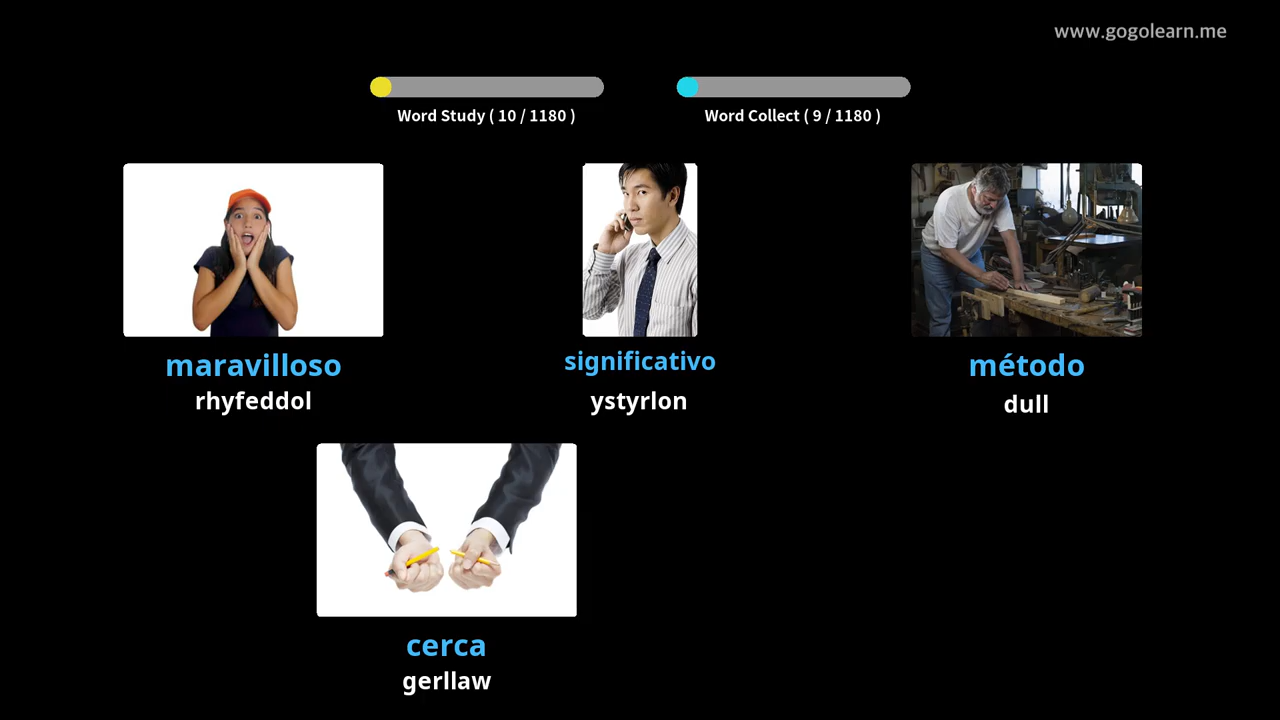 www.gogolearn.me
Word Study ( 10 / 1180 )
Word Collect ( 9 / 1180 )
maravilloso
rhyfeddol
significativo
ystyrlon
método
dull
cerca
gerllaw